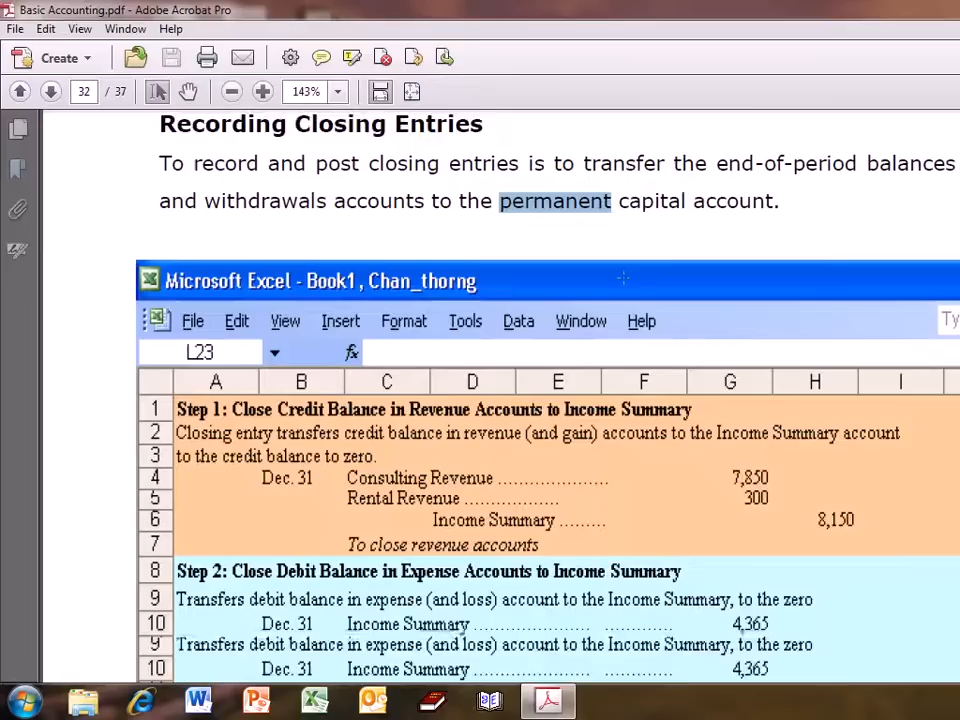 Basic Accounting.pdf - Adobe Acrobat Pro
File Edit View Window Help
Create
32 / 37 143%
Recording Closing Entries
To record and post closing entries is to transfer the end-of-period balances
and withdrawals accounts to the permanent capital account.
Microsoft Excel - Book1 , Chan_thorng
File Edit View Insert Format Tools Data Window Help Ty
L23 fx
A B C D E F G H I
1 Step 1: Close Credit Balance in Revenue Accounts to Income Summary
2 Closing entry transfers credit balance in revenue (and gain) accounts to the Income Summary account
3 to the credit balance to zero.
4 Dec. 31 Consulting Revenue ........................... 7,850
5 Rental Revenue ....................... 300
6 Income Summary ........... 8,150
7 To close revenue accounts
8 Step 2: Close Debit Balance in Expense Accounts to Income Summary
9 Transfers debit balance in expense (and loss) account to the Income Summary, to the zero
10 Dec. 31 Income Summary ............................ ................ 4,365
9 Transfers debit balance in expense (and loss) account to the Income Summary, to the zero
10 Dec. 31 Income Summary ............................ ................ 4,365